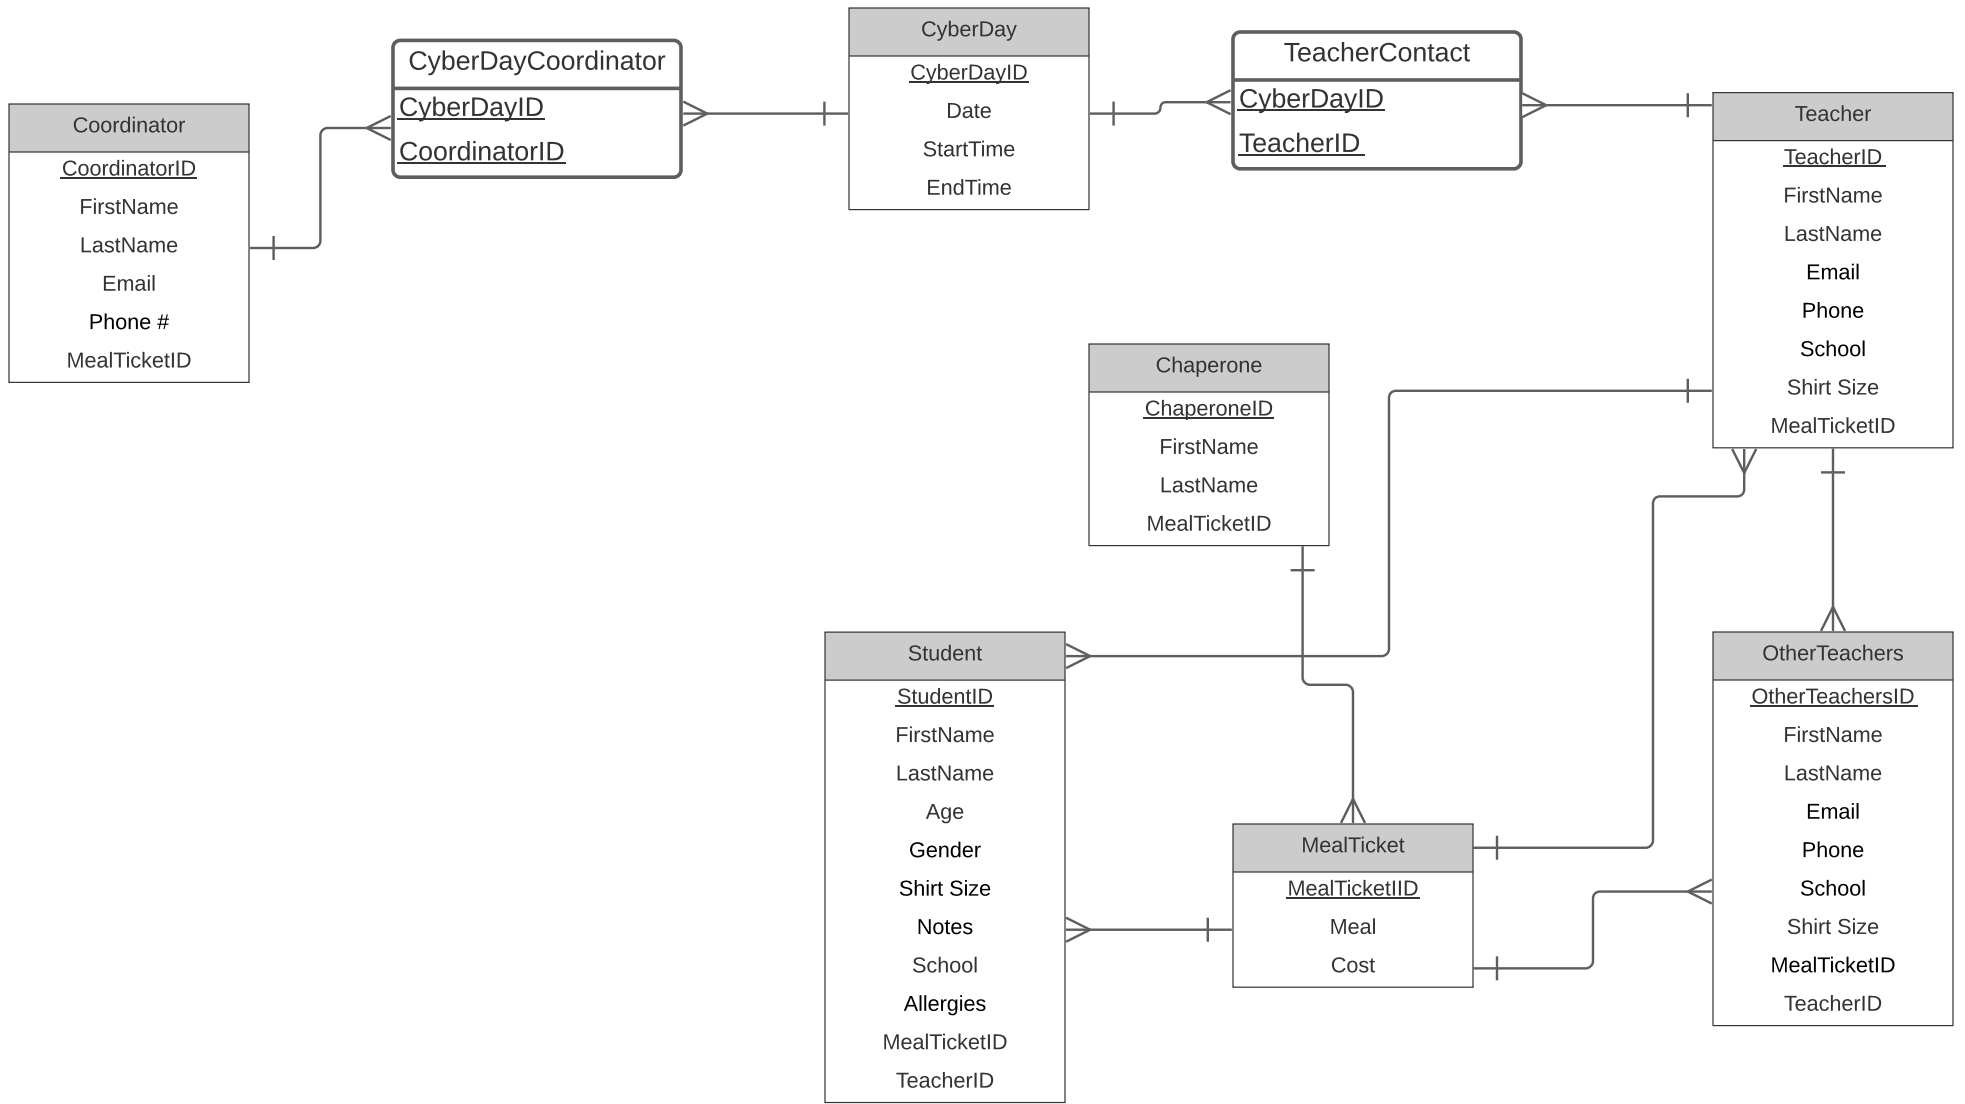 CyberDay
CyberDayID
Date
StartTime
EndTime
CyberDayCoordinator
CyberDayID
CoordinatorID
TeacherContact
CyberDayID
TeacherID
Coordinator
CoordinatorID
FirstName
LastName
Email
Phone #
MealTicketID
Teacher
TeacherID
FirstName
LastName
Email
Phone
School
Shirt Size
MealTicketID
Chaperone
ChaperoneID
FirstName
LastName
MealTicketID
Student
StudentID
FirstName
LastName
Age
Gender
Shirt Size
Notes
School
Allergies
MealTicketID
TeacherID
MealTicket
MealTicketIID
Meal
Cost
OtherTeachers
OtherTeachersID
FirstName
LastName
Email
Phone
School
Shirt Size
MealTicketID
TeacherID